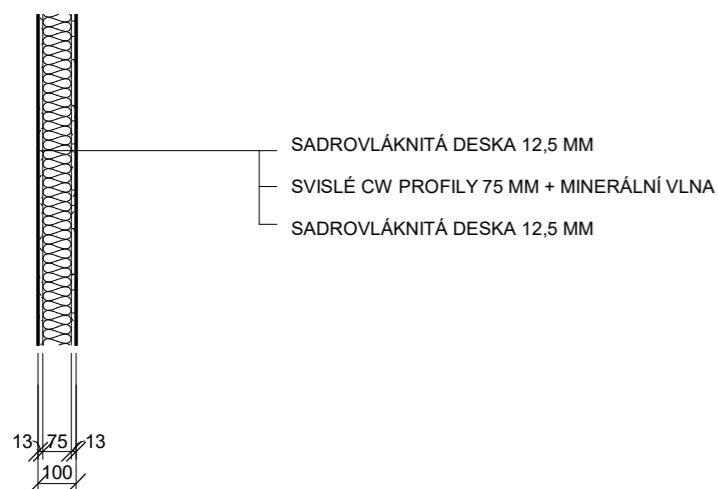 SADROVLÁKNITÁ DESKA 12,5 MM
SVISLÉ CW PROFILY 75 MM + MINERÁLNÍ VLNA
SADROVLÁKNITÁ DESKA 12,5 MM
13 75 13
100